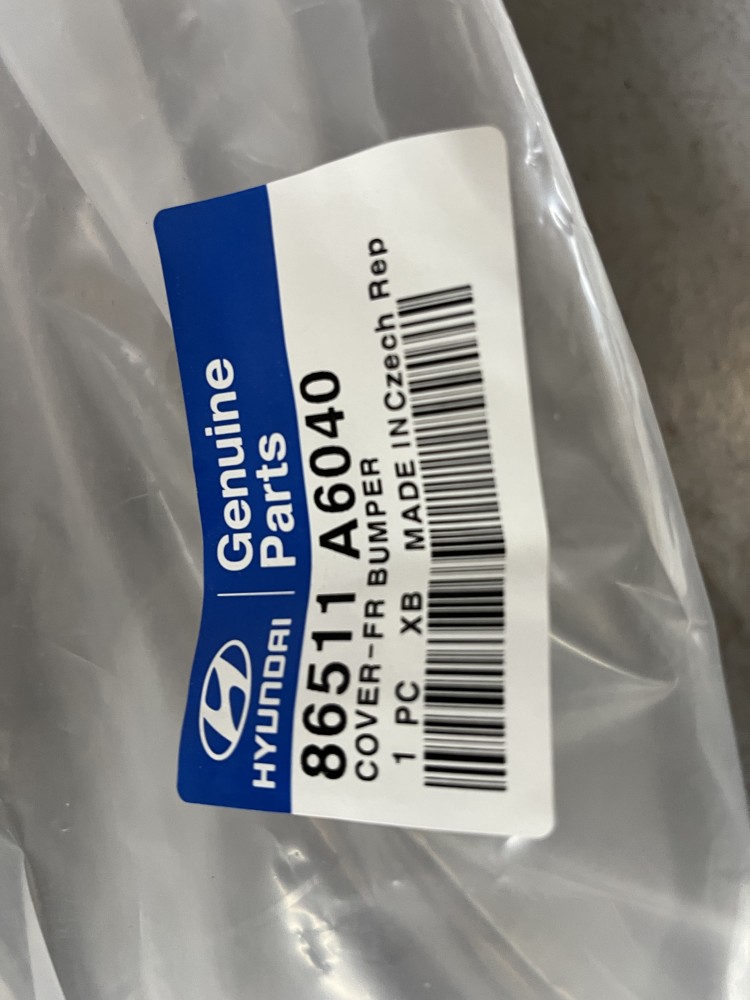 HYUNDAI
Genuine
Parts
86511 A6040
COVER-FR BUMPER
1 PC XB MADE IN Czech Rep